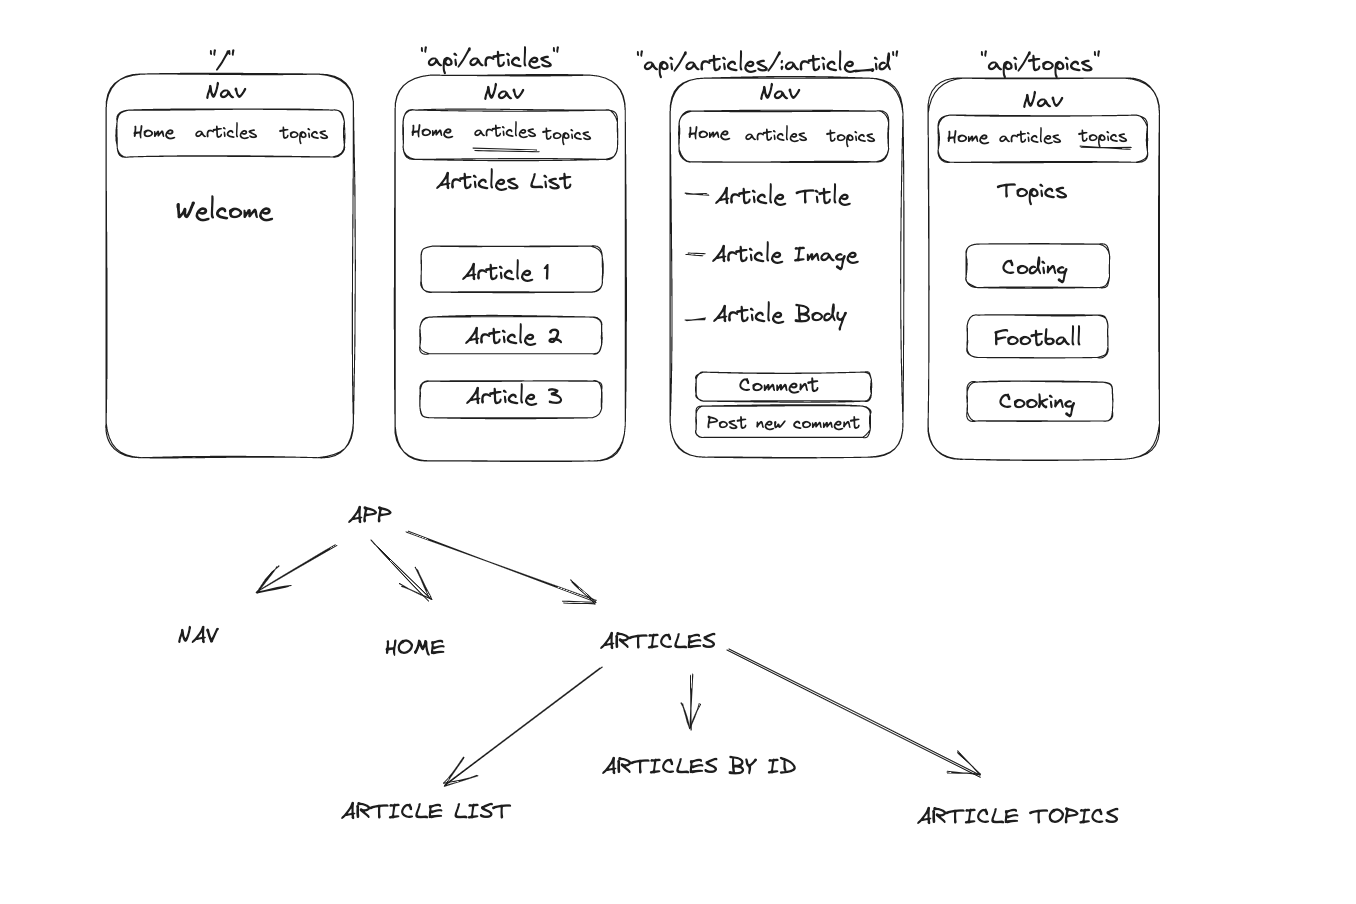 "/"
Nav
Home articles topics
Welcome
"api/articles"
Nav
Home articles topics
Articles List
Article 1
Article 2
Article 3
"api/articles/:article_id"
Nav
Home articles topics
— Article Title
— Article Image
— Article Body
Comment
Post new comment
"api/topics"
Nav
Home articles topics
Topics
Coding
Football
Cooking
APP
NAV
HOME
ARTICLES
ARTICLE LIST
ARTICLES BY ID
ARTICLE TOPICS